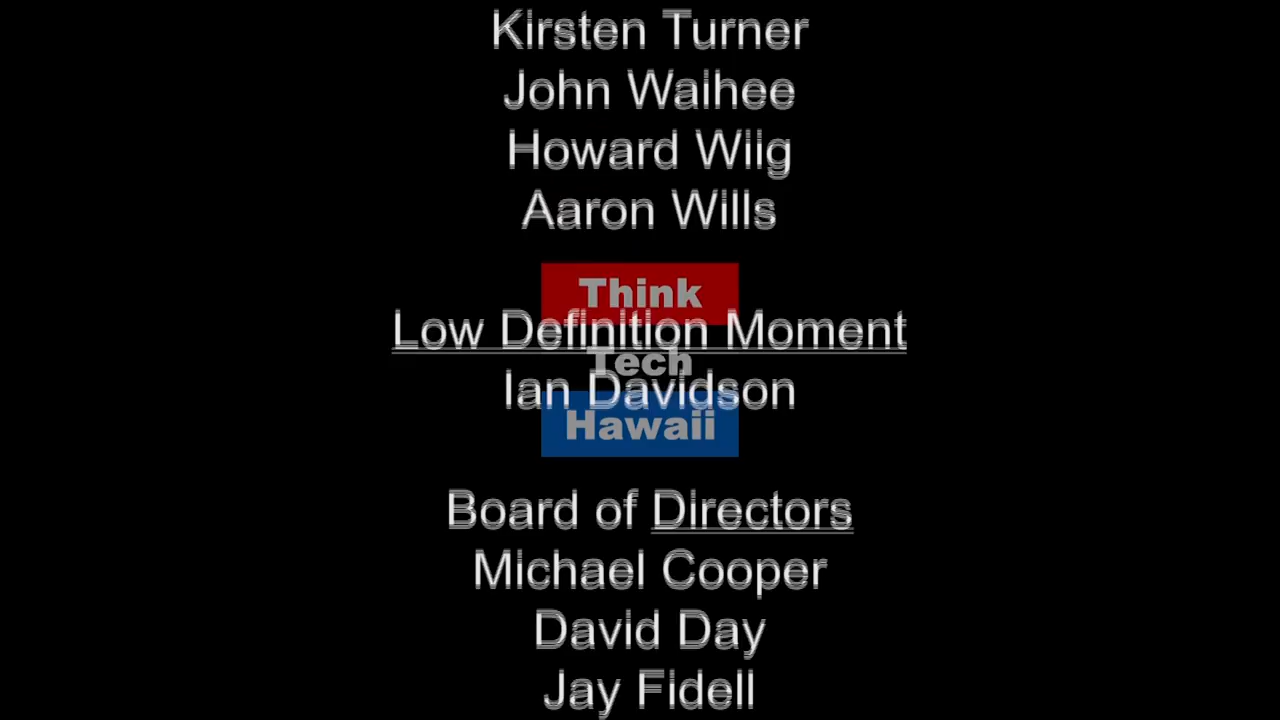 Kirsten Turner
John Waihee
Howard Wiig
Aaron Wills
Think
Low Definition Moment
Tech
Ian Davidson
Hawaii
Board of Directors
Michael Cooper
David Day
Jay Fidell